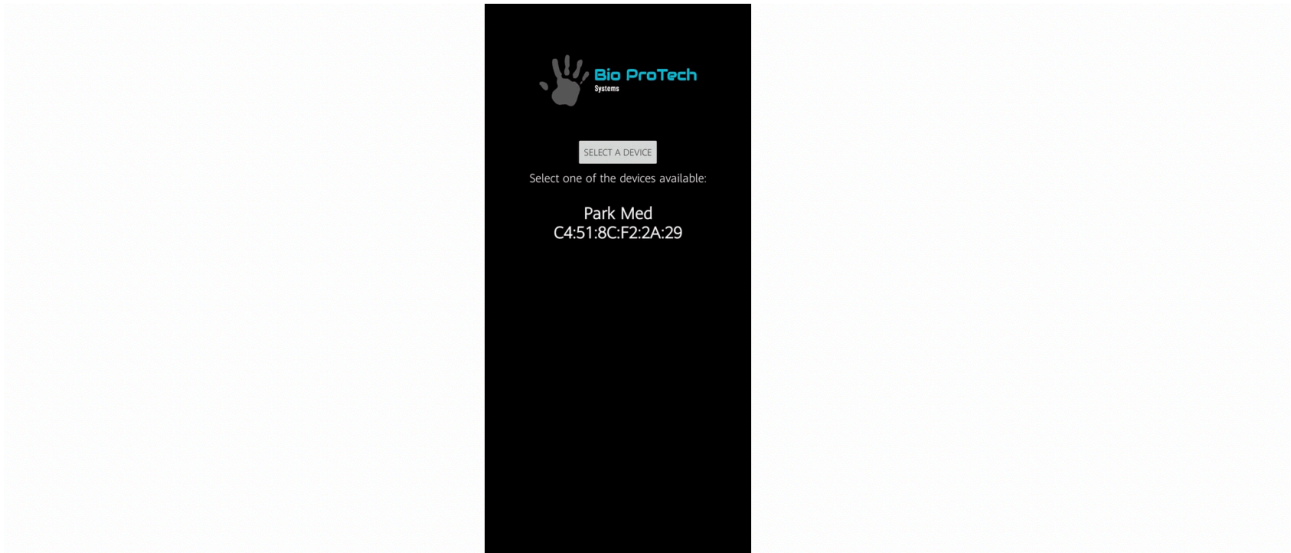 Bio ProTech
Systems
SELECT A DEVICE
Select one of the devices available:
Park Med
C4:51:8C:F2:2A:29